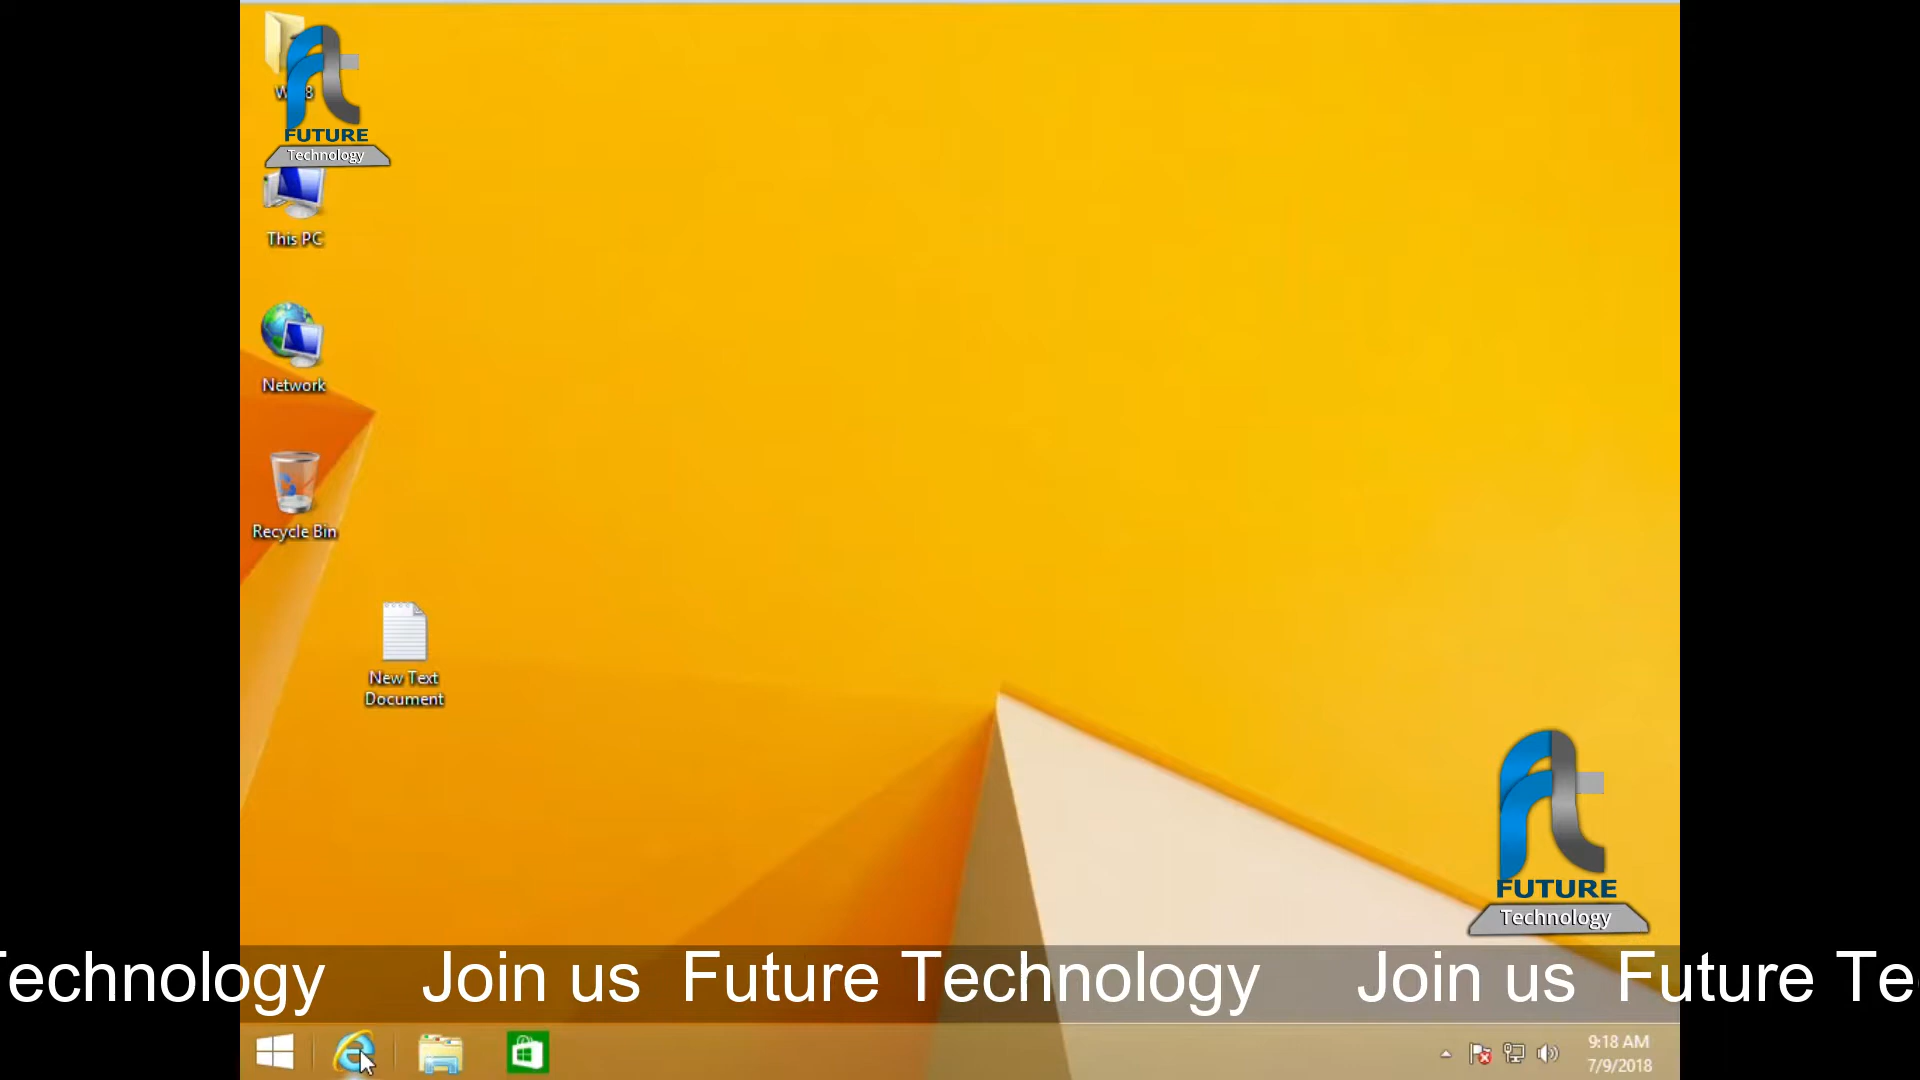 FUTURE
Technology
This PC
Network
Recycle Bin
New Text
Document
FUTURE
Technology
Technology Join us Future Technology Join us Future Te
9:18 AM
7/9/2018